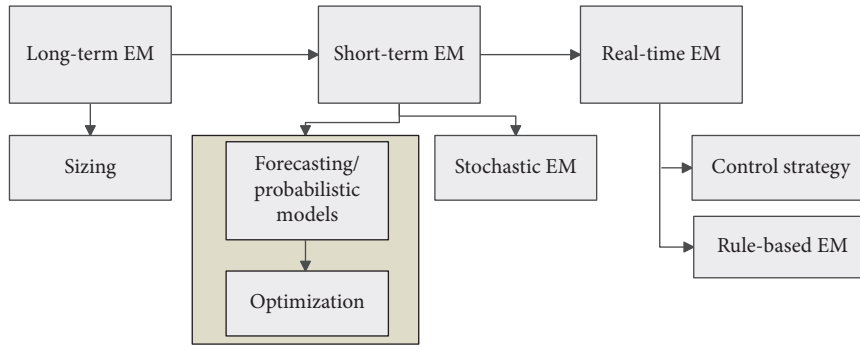 Long-term EM
Short-term EM
Real-time EM
Sizing
Forecasting/
probabilistic
models
Stochastic EM
Control strategy
Rule-based EM
Optimization